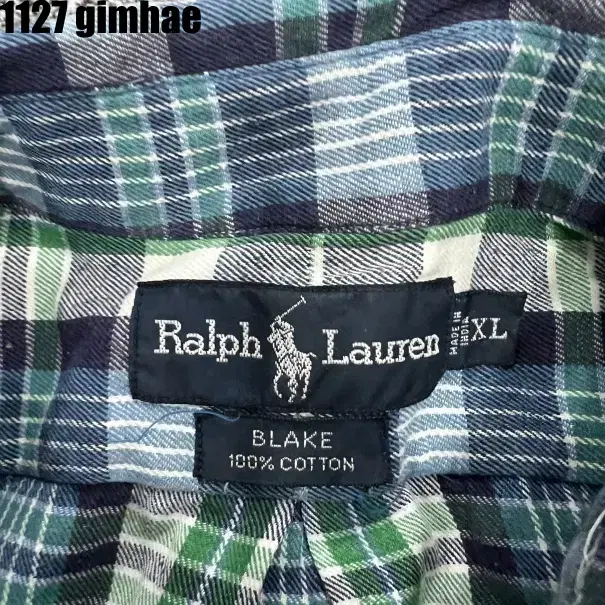 1127 gimhae
Ralph Lauren
MADE IN
INDIA
XL
BLAKE
100% COTTON